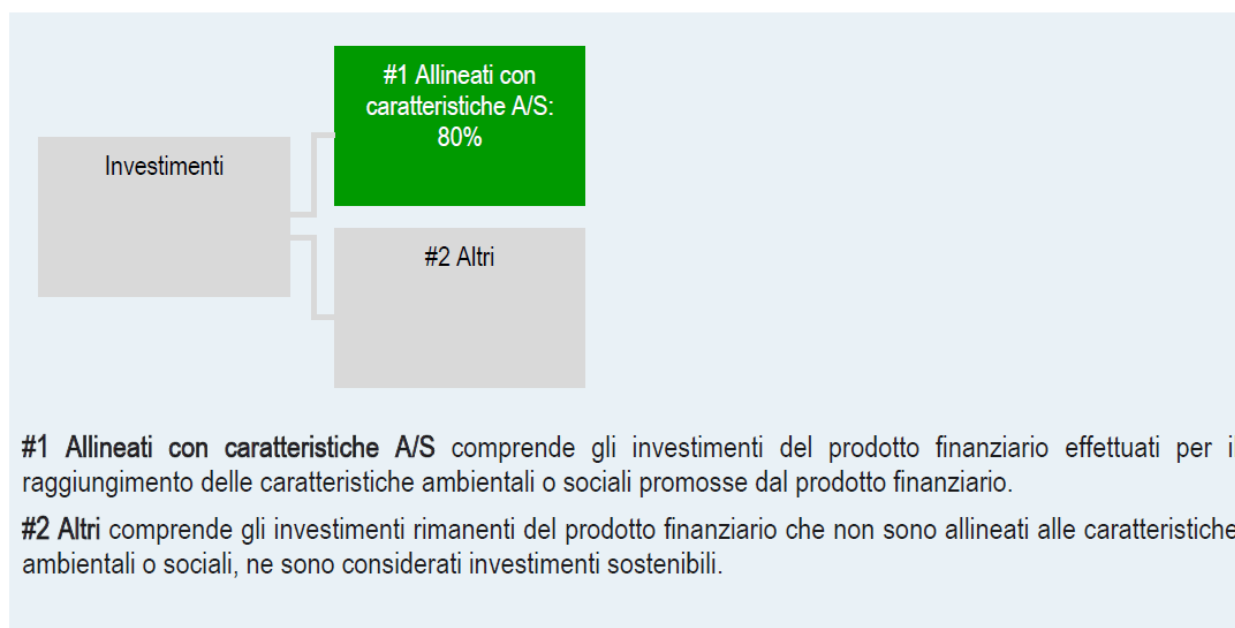 #1 Allineati con
caratteristiche A/S:
80%
Investimenti
#2 Altri
#1 Allineati con caratteristiche A/S comprende gli investimenti del prodotto finanziario effettuati per il
raggiungimento delle caratteristiche ambientali o sociali promosse dal prodotto finanziario.
#2 Altri comprende gli investimenti rimanenti del prodotto finanziario che non sono allineati alle caratteristiche
ambientali o sociali, ne sono considerati investimenti sostenibili.